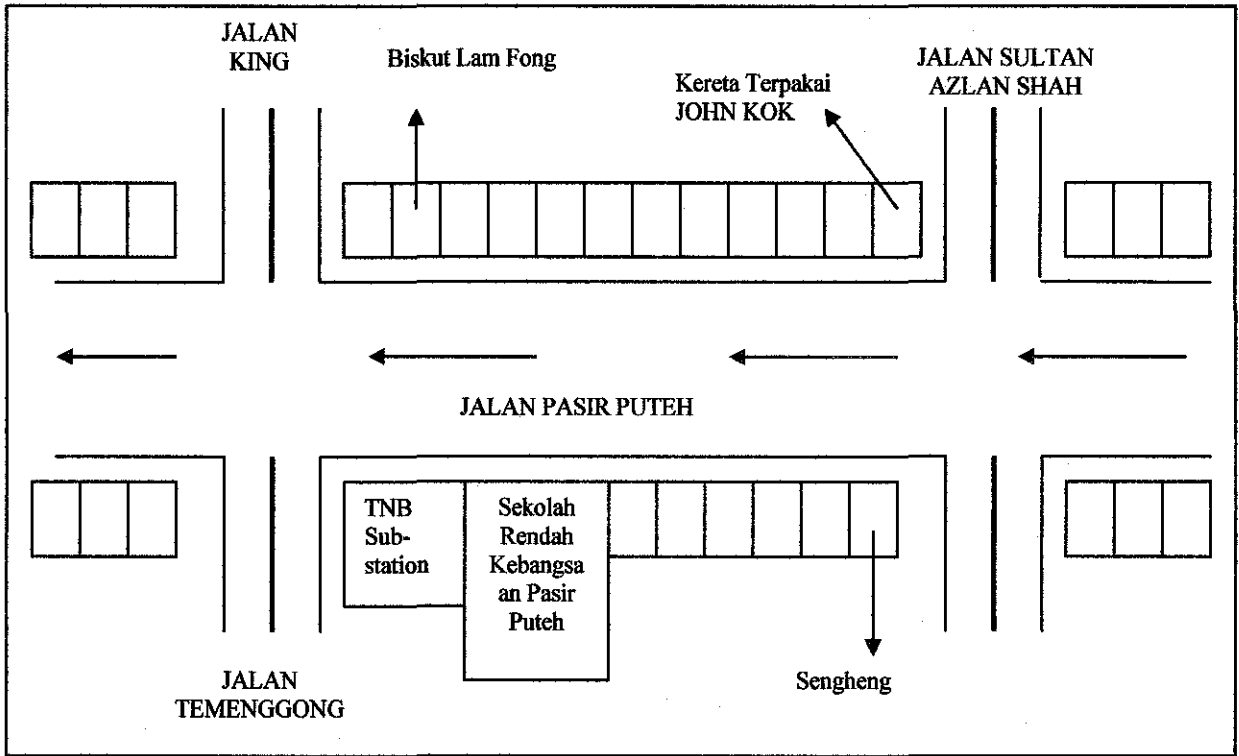 JALAN
KING
Biskut Lam Fong
Kereta Terpakai
JOHN KOK
JALAN SULTAN
AZLAN SHAH
JALAN PASIR PUTEH
TNB
Sub-
station
Sekolah
Rendah
Kebangsa
an Pasir
Puteh
Sengheng
JALAN
TEMENGGONG